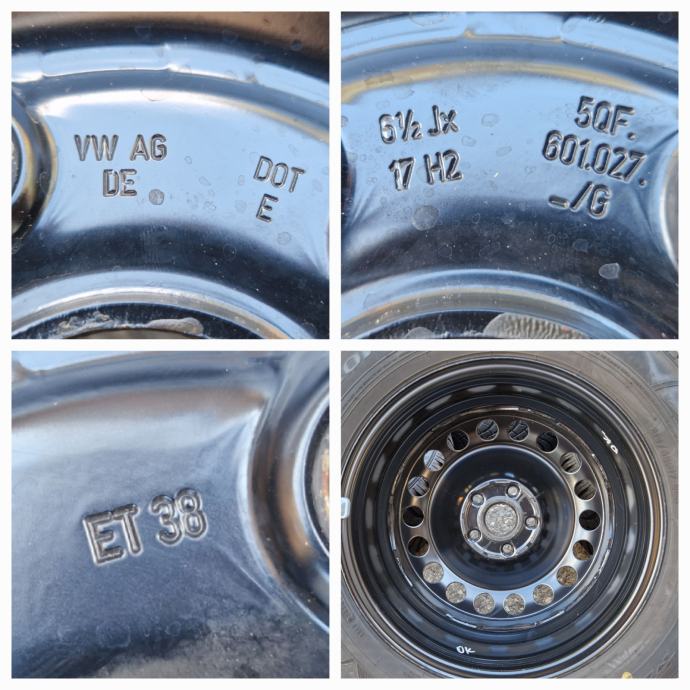 VW AG
DE
DOT
E
6½ Jx
17 H2
5QF.
601.027.
-/G
ET 38
OK